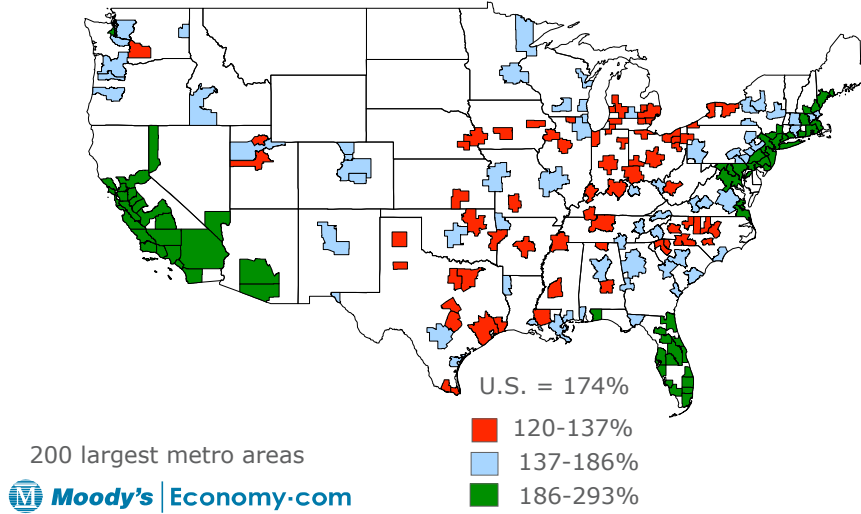 U.S. = 174%
120-137%
137-186%
186-293%
200 largest metro areas
M Moody's Economy.com